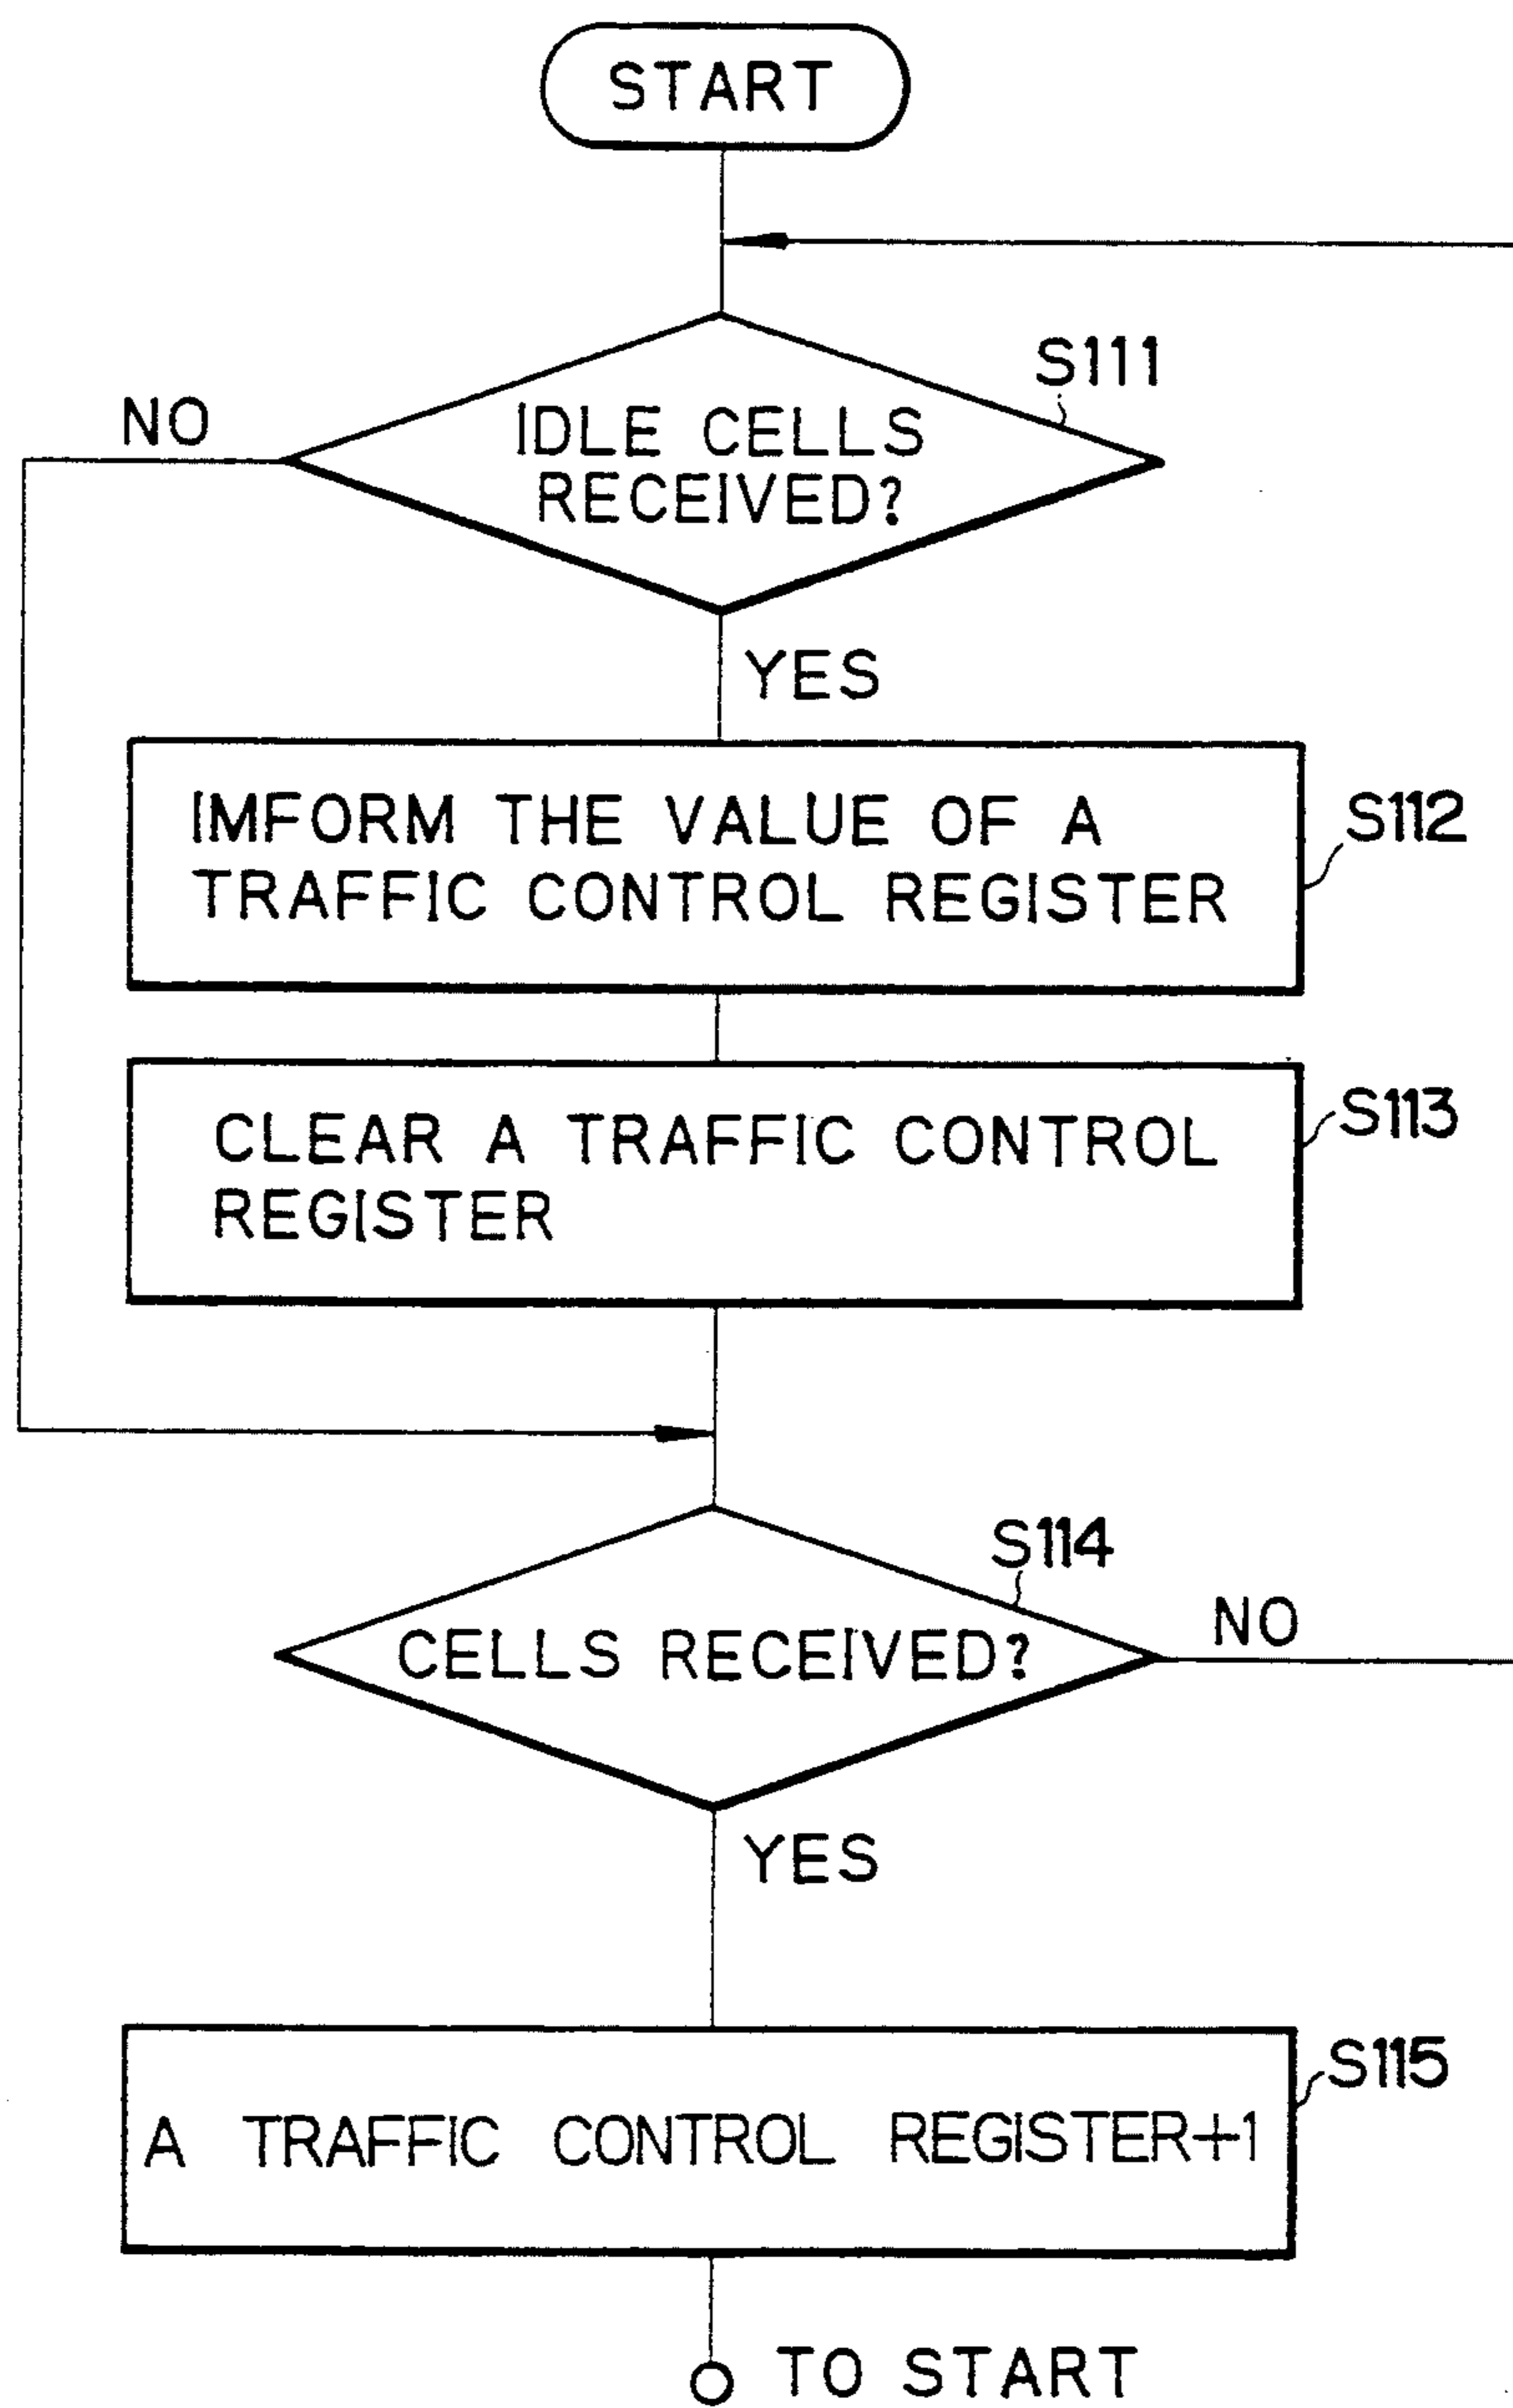 START
S111
NO
IDLE CELLS
RECEIVED?
YES
IMFORM THE VALUE OF A
TRAFFIC CONTROL REGISTER
S112
CLEAR A TRAFFIC CONTROL
REGISTER
S113
S114
NO
CELLS RECEIVED?
YES
S115
A TRAFFIC CONTROL REGISTER+1
TO START